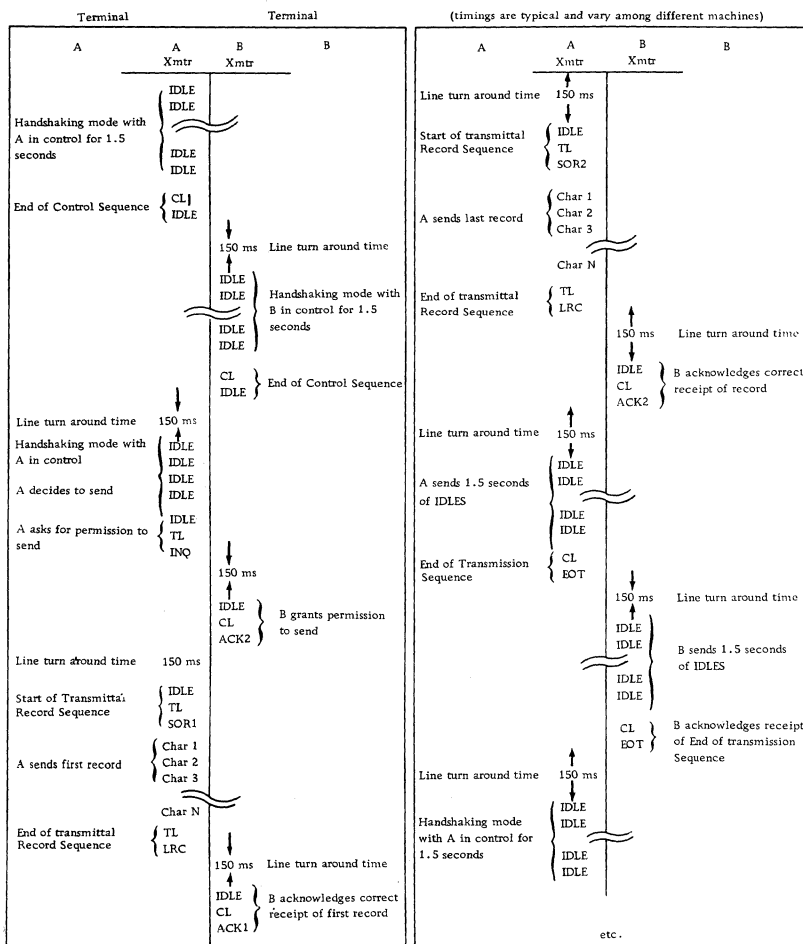 Terminal Terminal
A A B B
Xmtr Xmtr
IDLE
IDLE
Handshaking mode with
A in control for 1.5
seconds
IDLE
IDLE
End of Control Sequence
CL
IDLE
150 ms Line turn around time
IDLE
IDLE
Handshaking mode with
B in control for 1.5
seconds
IDLE
IDLE
CL
IDLE
End of Control Sequence
Line turn around time 150 ms
Handshaking mode with
A in control
IDLE
IDLE
IDLE
A decides to send
IDLE
A asks for permission to
send
IDLE
TL
INQ
150 ms
IDLE
CL
ACK2
B grants permission
to send
Line turn around time 150 ms
Start of Transmittal
Record Sequence
IDLE
TL
SOR1
A sends first record
Char 1
Char 2
Char 3
Char N
End of transmittal
Record Sequence
TL
LRC
150 ms Line turn around time
IDLE
CL
ACK1
B acknowledges correct
receipt of first record
(timings are typical and vary among different machines)
A A B B
Xmtr Xmtr
Line turn around time 150 ms
Start of transmittal
Record Sequence
IDLE
TL
SOR2
A sends last record
Char 1
Char 2
Char 3
Char N
End of transmittal
Record Sequence
TL
LRC
150 ms Line turn around time
IDLE
CL
ACK2
B acknowledges correct
receipt of record
Line turn around time 150 ms
A sends 1.5 seconds
of IDLES
IDLE
IDLE
IDLE
IDLE
End of Transmission
Sequence
CL
EOT
150 ms Line turn around time
IDLE
IDLE
B sends 1.5 seconds
of IDLES
IDLE
IDLE
CL
EOT
B acknowledges receipt
of End of transmission
Sequence
Line turn around time 150 ms
Handshaking mode
with A in control for
1.5 seconds
IDLE
IDLE
IDLE
IDLE
etc.